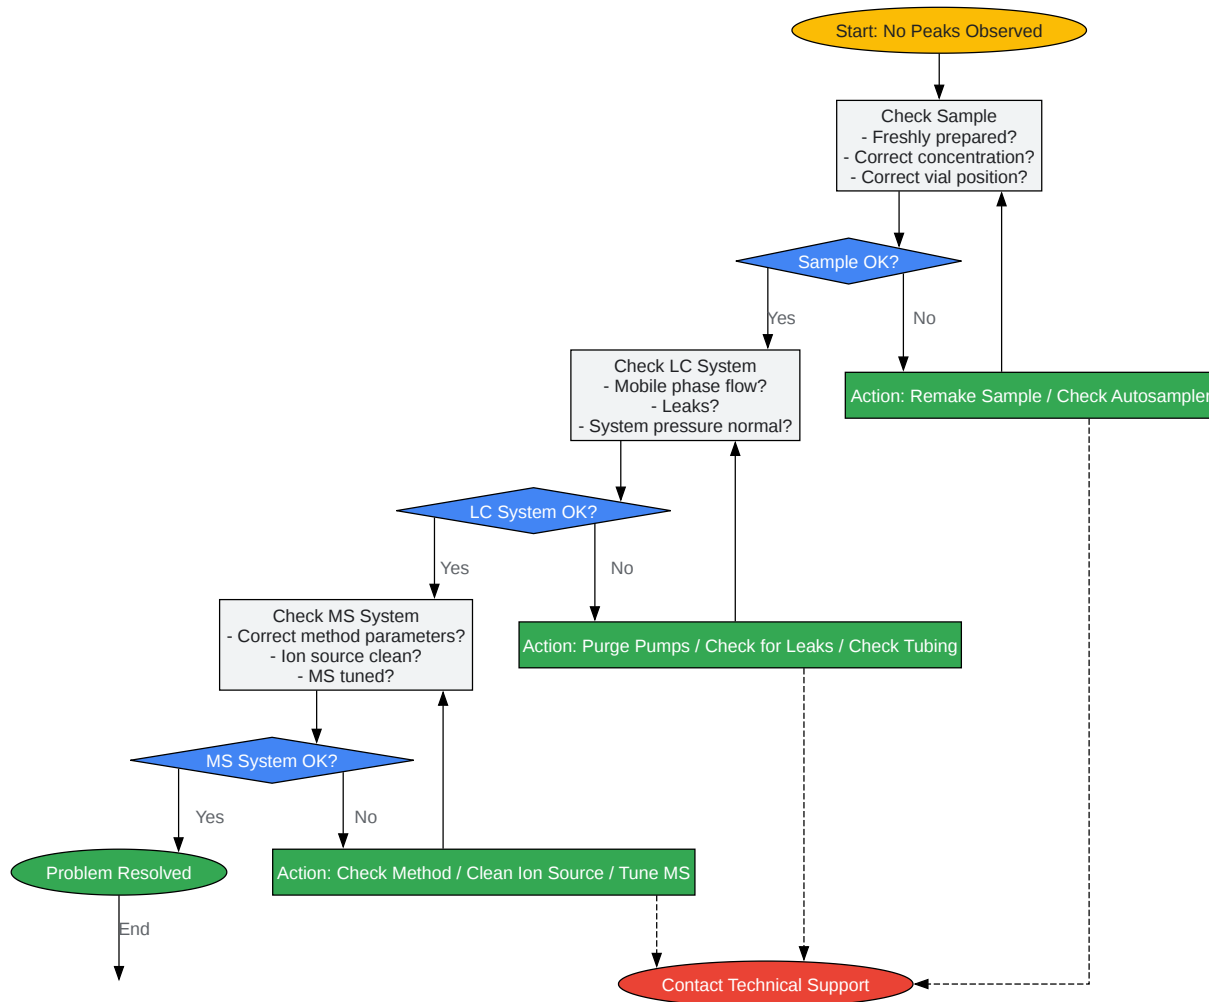 Start: No Peaks Observed
Check Sample
- Freshly prepared?
- Correct concentration?
- Correct vial position?
Sample OK?
Yes
No
Check LC System
- Mobile phase flow?
- Leaks?
- System pressure normal?
Action: Remake Sample / Check Autosampler
LC System OK?
Yes
No
Check MS System
- Correct method parameters?
- Ion source clean?
- MS tuned?
Action: Purge Pumps / Check for Leaks / Check Tubing
MS System OK?
Yes
No
Problem Resolved
Action: Check Method / Clean Ion Source / Tune MS
End
Contact Technical Support